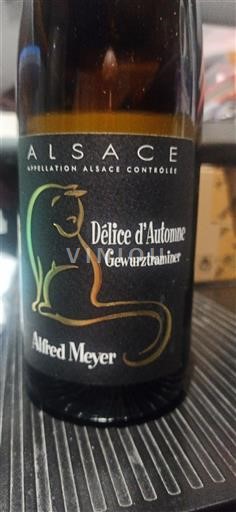 ALSACE
APPELLATION ALSACE CONTRÔLÉE
Délice d'Automne
Gewurztraminer
Alfred Meyer